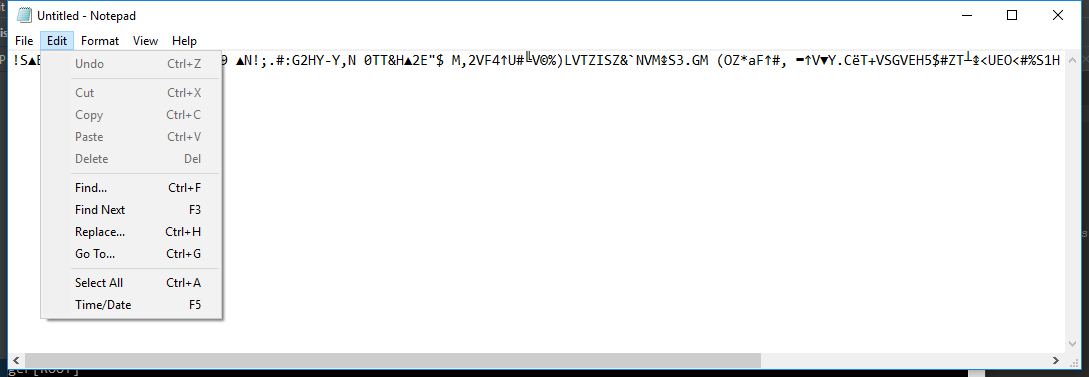 Untitled - Notepad
File Edit Format View Help
!S▲E 9 ▲N!;.#:G2HY-Y,N 0TT&H▲2E"$ M,2VF4↑U#╚V©%)LVTZISZ&`NVM↨S3.GM (OZ*aF↑#, ▬↑V▼Y.CëT+VSGVEH5$#ZT┴↨<UEO<#%S1H
Undo Ctrl+Z
Cut Ctrl+X
Copy Ctrl+C
Paste Ctrl+V
Delete Del
Find... Ctrl+F
Find Next F3
Replace... Ctrl+H
Go To... Ctrl+G
Select All Ctrl+A
Time/Date F5